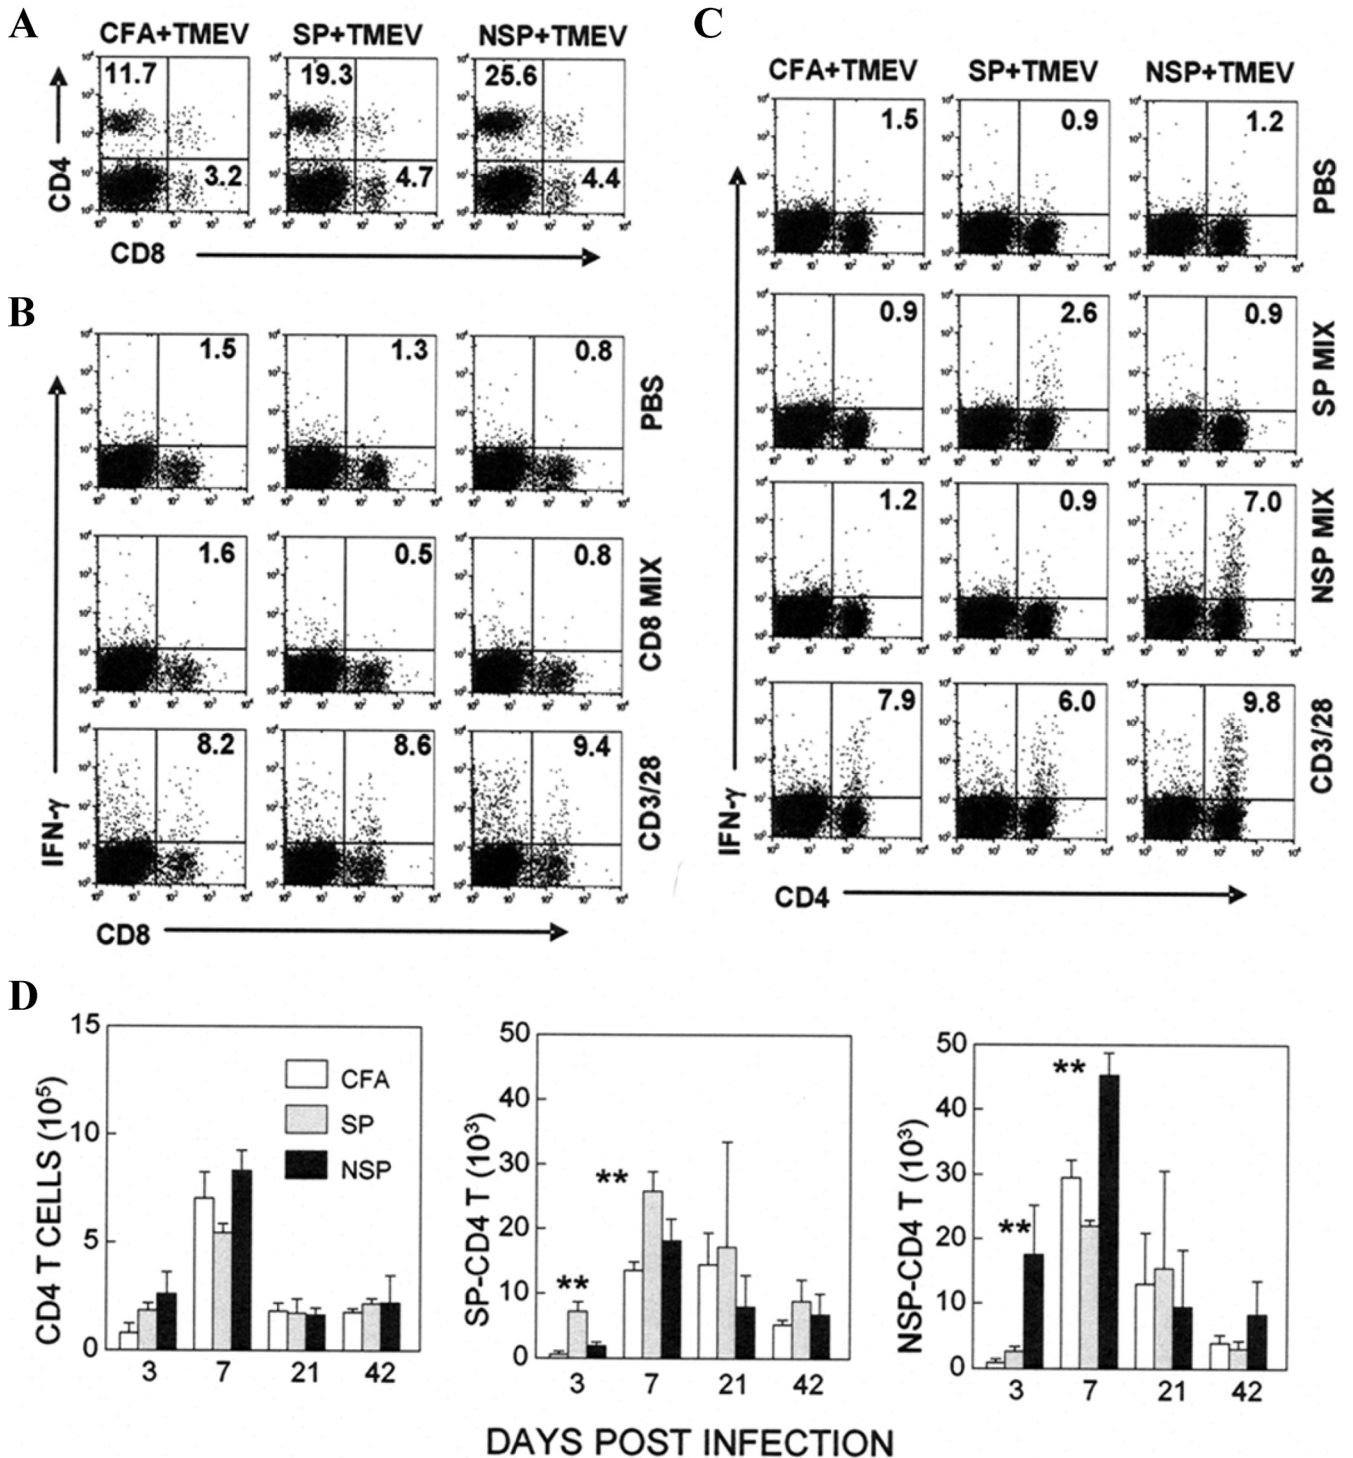 A
CFA+TMEV SP+TMEV NSP+TMEV
11.7 19.3 25.6
3.2 4.7 4.4
CD4
CD8
B
1.5 1.3 0.8
PBS
1.6 0.5 0.8
CD8 MIX
8.2 8.6 9.4
CD3/28
IFN-γ
CD8
C
CFA+TMEV SP+TMEV NSP+TMEV
1.5 0.9 1.2
PBS
0.9 2.6 0.9
SP MIX
1.2 0.9 7.0
NSP MIX
7.9 6.0 9.8
CD3/28
IFN-γ
CD4
D
CD4 T CELLS (10⁵)
15
10
5
0
CFA
SP
NSP
3 7 21 42
SP-CD4 T (10³)
50
40
30
20
10
0
** **
3 7 21 42
NSP-CD4 T (10³)
50
40
30
20
10
0
** **
3 7 21 42
DAYS POST INFECTION